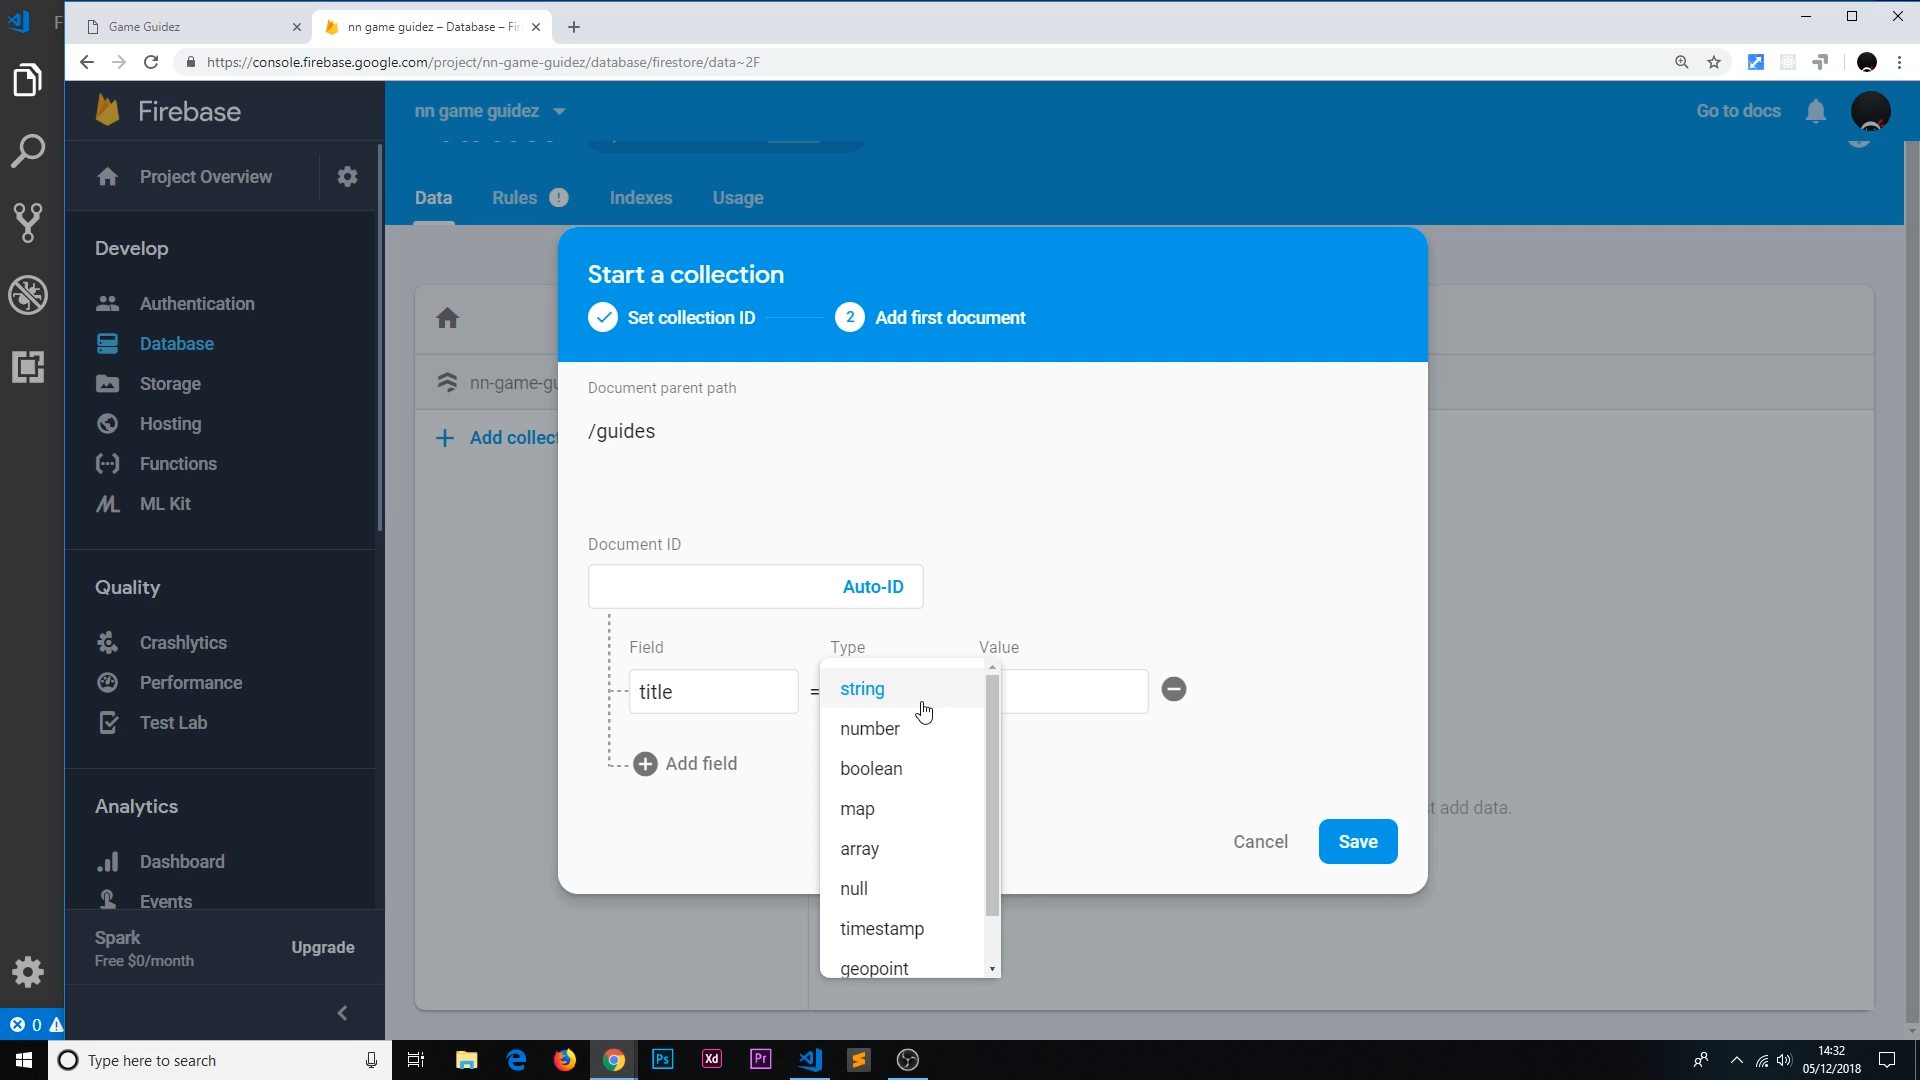 F
Game Guidez
nn game guidez – Database – Fir
https://console.firebase.google.com/project/nn-game-guidez/database/firestore/data~2F
Firebase
nn game guidez
Go to docs
Project Overview
Data
Rules
Indexes
Usage
Develop
Authentication
Database
Storage
Hosting
Functions
ML Kit
Quality
Crashlytics
Performance
Test Lab
Analytics
Dashboard
Events
Spark
Free $0/month
Upgrade
nn-game-gu
Add collect
Start a collection
Set collection ID
2
Add first document
Document parent path
/guides
Document ID
Auto-ID
Field
Type
Value
title
=
string
number
boolean
map
array
null
timestamp
geopoint
Add field
t add data.
Cancel
Save
0
Type here to search
Ps
Xd
Pr
14:32
05/12/2018